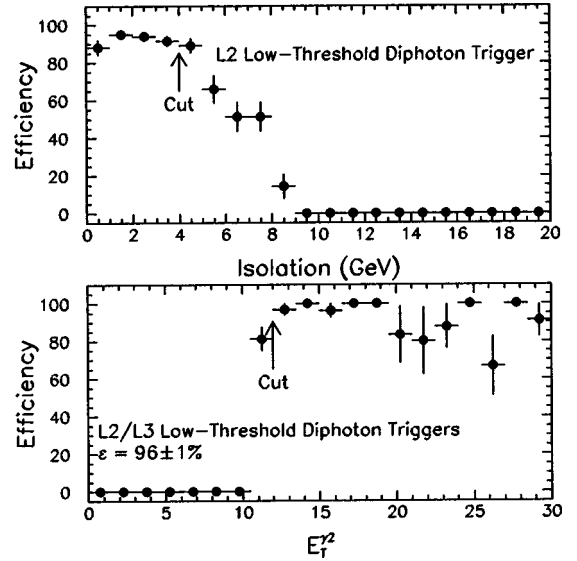 Efficiency
100
80
60
40
20
0
L2 Low-Threshold Diphoton Trigger
Cut
0 2 4 6 8 10 12 14 16 18 20
Isolation (GeV)
Efficiency
100
80
60
40
20
0
Cut
L2/L3 Low-Threshold Diphoton Triggers
ε = 96±1%
0 5 10 15 20 25 30
E_T^γ2